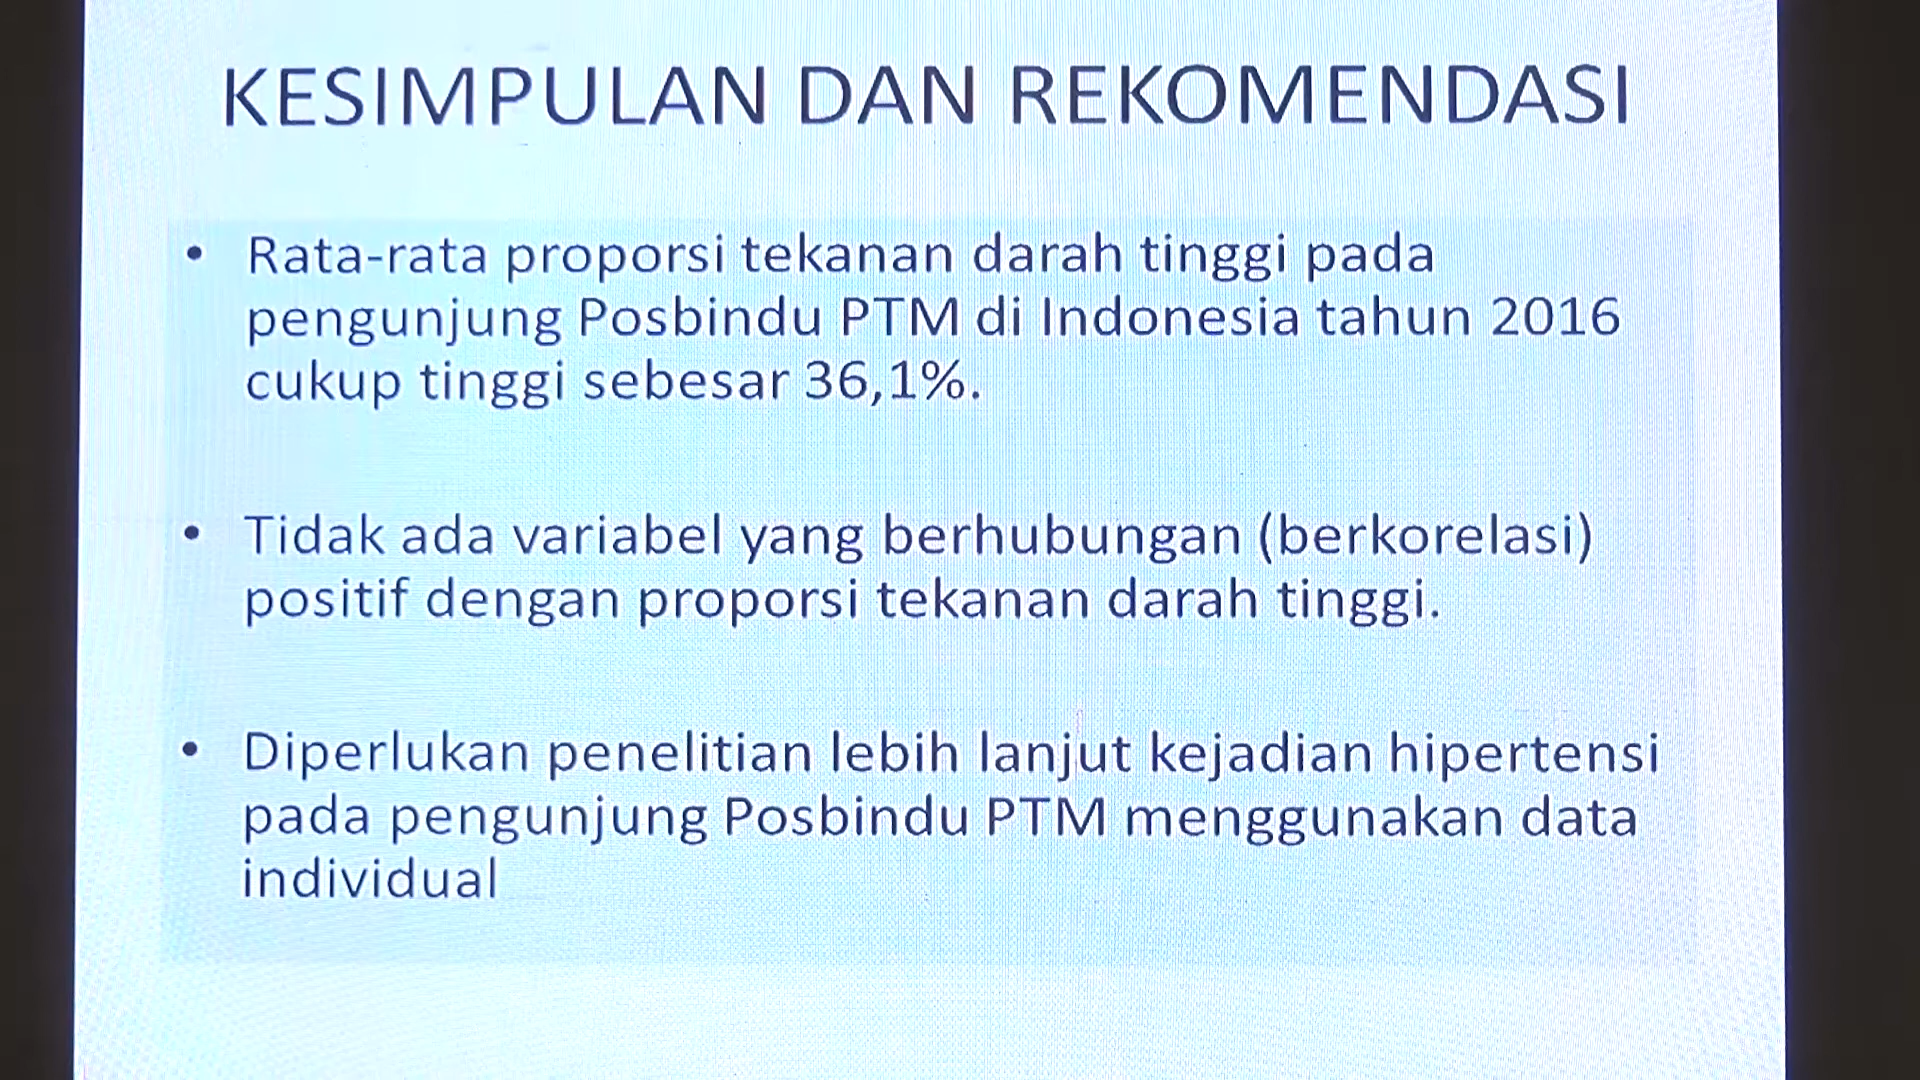 KESIMPULAN DAN REKOMENDASI
• Rata-rata proporsi tekanan darah tinggi pada
pengunjung Posbindu PTM di Indonesia tahun 2016
cukup tinggi sebesar 36,1%.
• Tidak ada variabel yang berhubungan (berkorelasi)
positif dengan proporsi tekanan darah tinggi.
• Diperlukan penelitian lebih lanjut kejadian hipertensi
pada pengunjung Posbindu PTM menggunakan data
individual